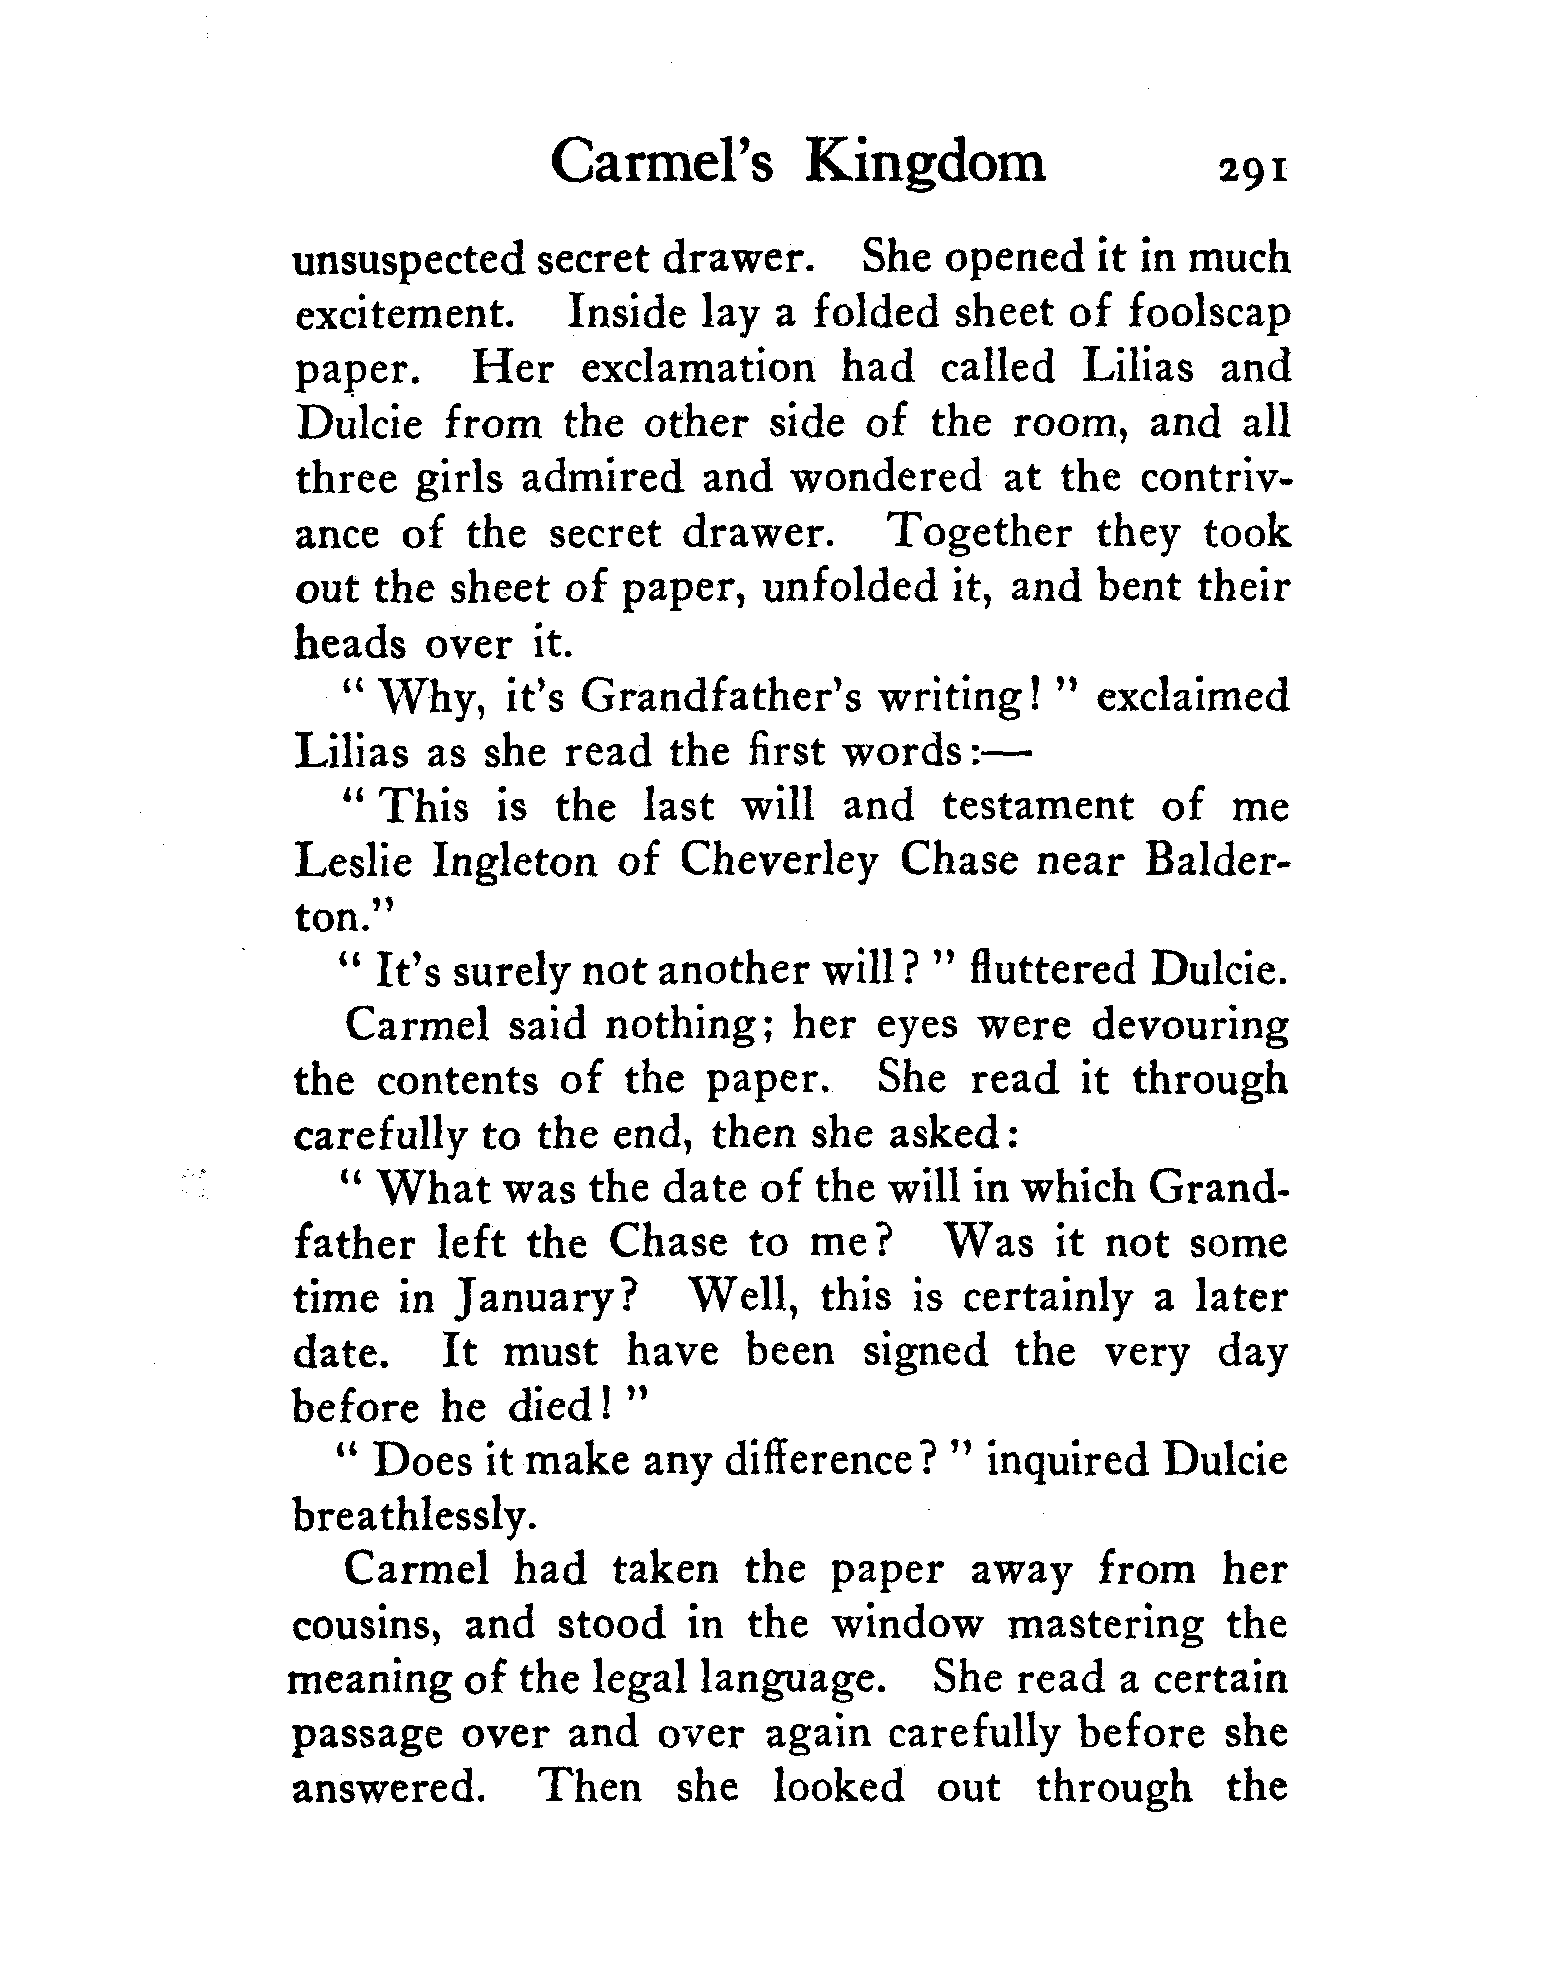 Carmel's Kingdom 291
unsuspected secret drawer. She opened it in much
excitement. Inside lay a folded sheet of foolscap
paper. Her exclamation had called Lilias and
Dulcie from the other side of the room, and all
three girls admired and wondered at the contriv-
ance of the secret drawer. Together they took
out the sheet of paper, unfolded it, and bent their
heads over it.
“ Why, it's Grandfather's writing! ” exclaimed
Lilias as she read the first words:—
“ This is the last will and testament of me
Leslie Ingleton of Cheverley Chase near Balder-
ton.”
“ It's surely not another will? ” fluttered Dulcie.
Carmel said nothing; her eyes were devouring
the contents of the paper. She read it through
carefully to the end, then she asked:
“ What was the date of the will in which Grand-
father left the Chase to me? Was it not some
time in January? Well, this is certainly a later
date. It must have been signed the very day
before he died! ”
“ Does it make any difference? ” inquired Dulcie
breathlessly.
Carmel had taken the paper away from her
cousins, and stood in the window mastering the
meaning of the legal language. She read a certain
passage over and over again carefully before she
answered. Then she looked out through the